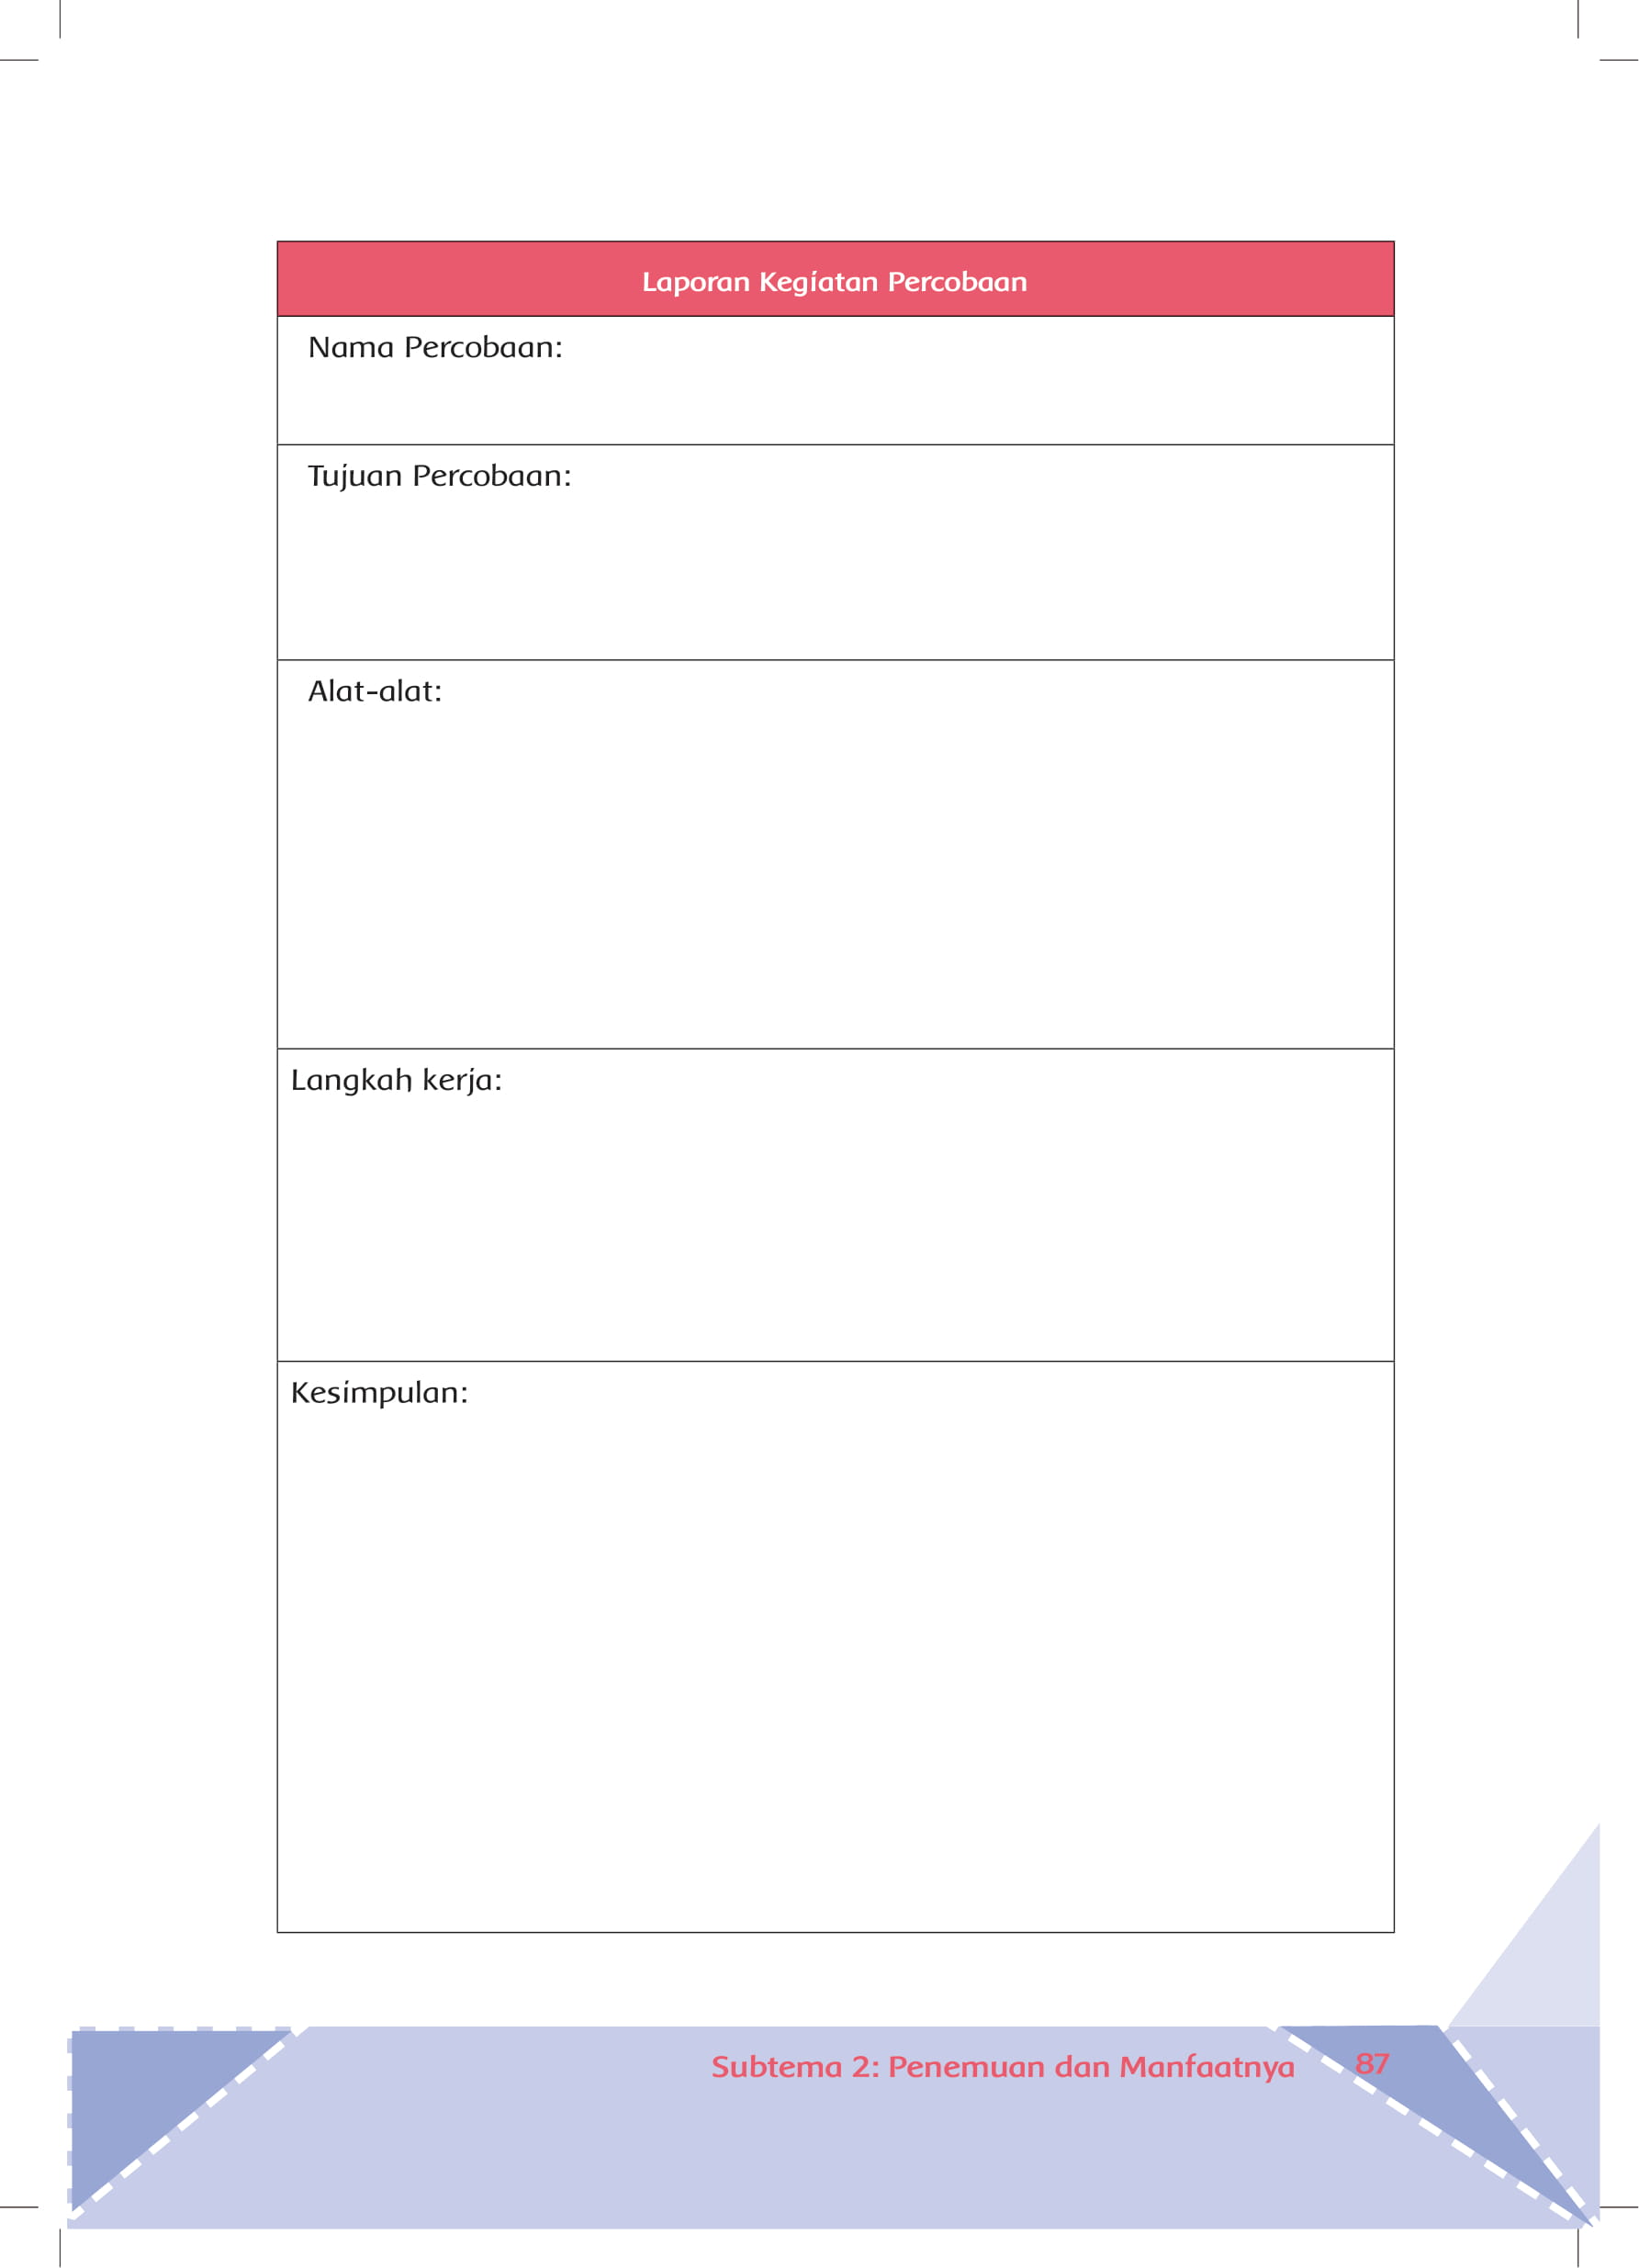 Laporan Kegiatan Percobaan
Nama Percobaan:
Tujuan Percobaan:
Alat-alat:
Langkah kerja:
Kesimpulan:
Subtema 2: Penemuan dan Manfaatnya 87